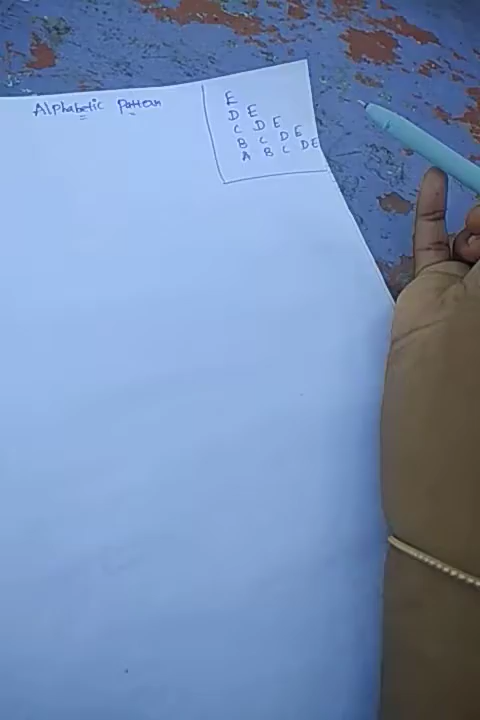 Alphabetic Pattern
E
D E
C D E
B C D E
A B C D E